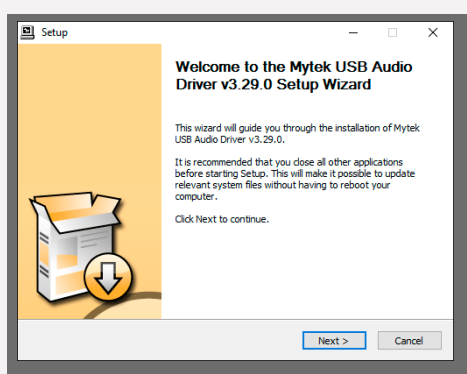 Setup
Welcome to the Mytek USB Audio
Driver v3.29.0 Setup Wizard
This wizard will guide you through the installation of Mytek
USB Audio Driver v3.29.0.
It is recommended that you close all other applications
before starting Setup. This will make it possible to update
relevant system files without having to reboot your
computer.
Click Next to continue.
Next >
Cancel